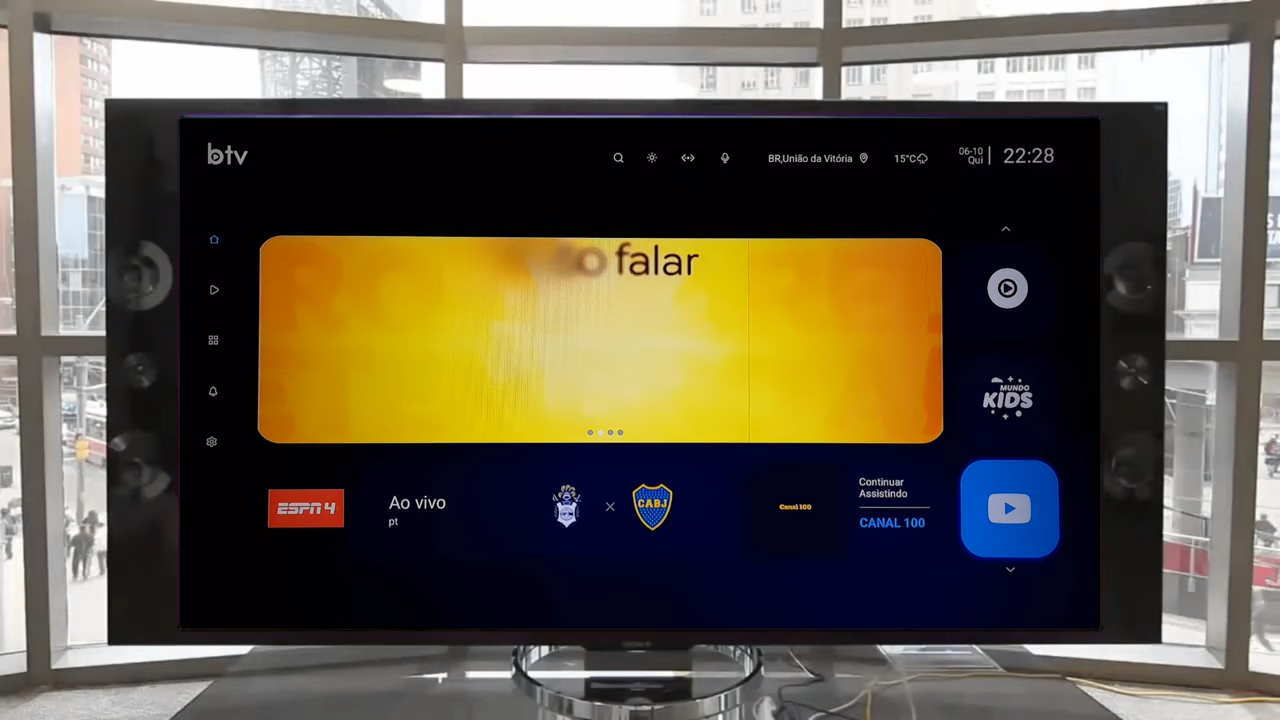 btv
BR,União da Vitória
15°C
06-10
Qui
22:28
falar
MUNDO
KIDS
ESPN 4
Ao vivo
pt
CABJ
Canal 100
Continuar
Assistindo
CANAL 100